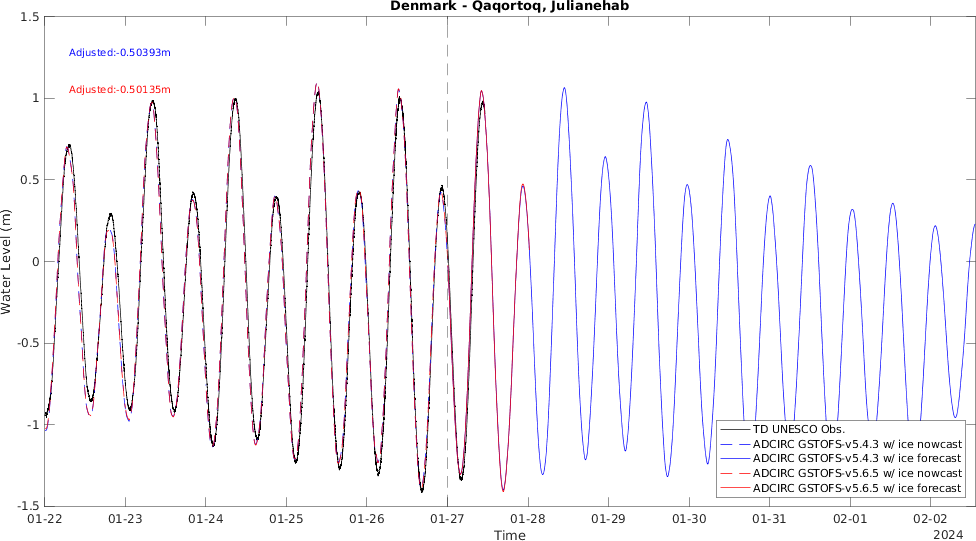 Denmark - Qaqortoq, Julianehab
Adjusted:-0.50393m
Adjusted:-0.50135m
Water Level (m)
1.5
1
0.5
0
-0.5
-1
-1.5
TD UNESCO Obs.
ADCIRC GSTOFS-v5.4.3 w/ ice nowcast
ADCIRC GSTOFS-v5.4.3 w/ ice forecast
ADCIRC GSTOFS-v5.6.5 w/ ice nowcast
ADCIRC GSTOFS-v5.6.5 w/ ice forecast
01-22 01-23 01-24 01-25 01-26 01-27 01-28 01-29 01-30 01-31 02-01 02-02
Time
2024